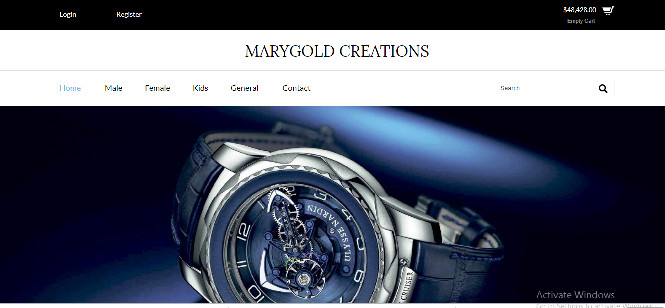 Login Register $48,428.00
Empty Cart
MARYGOLD CREATIONS
Home Male Female Kids General Contact Search
ULYSSE NARDIN
Activate Windows
Go to Settings to activate Windows